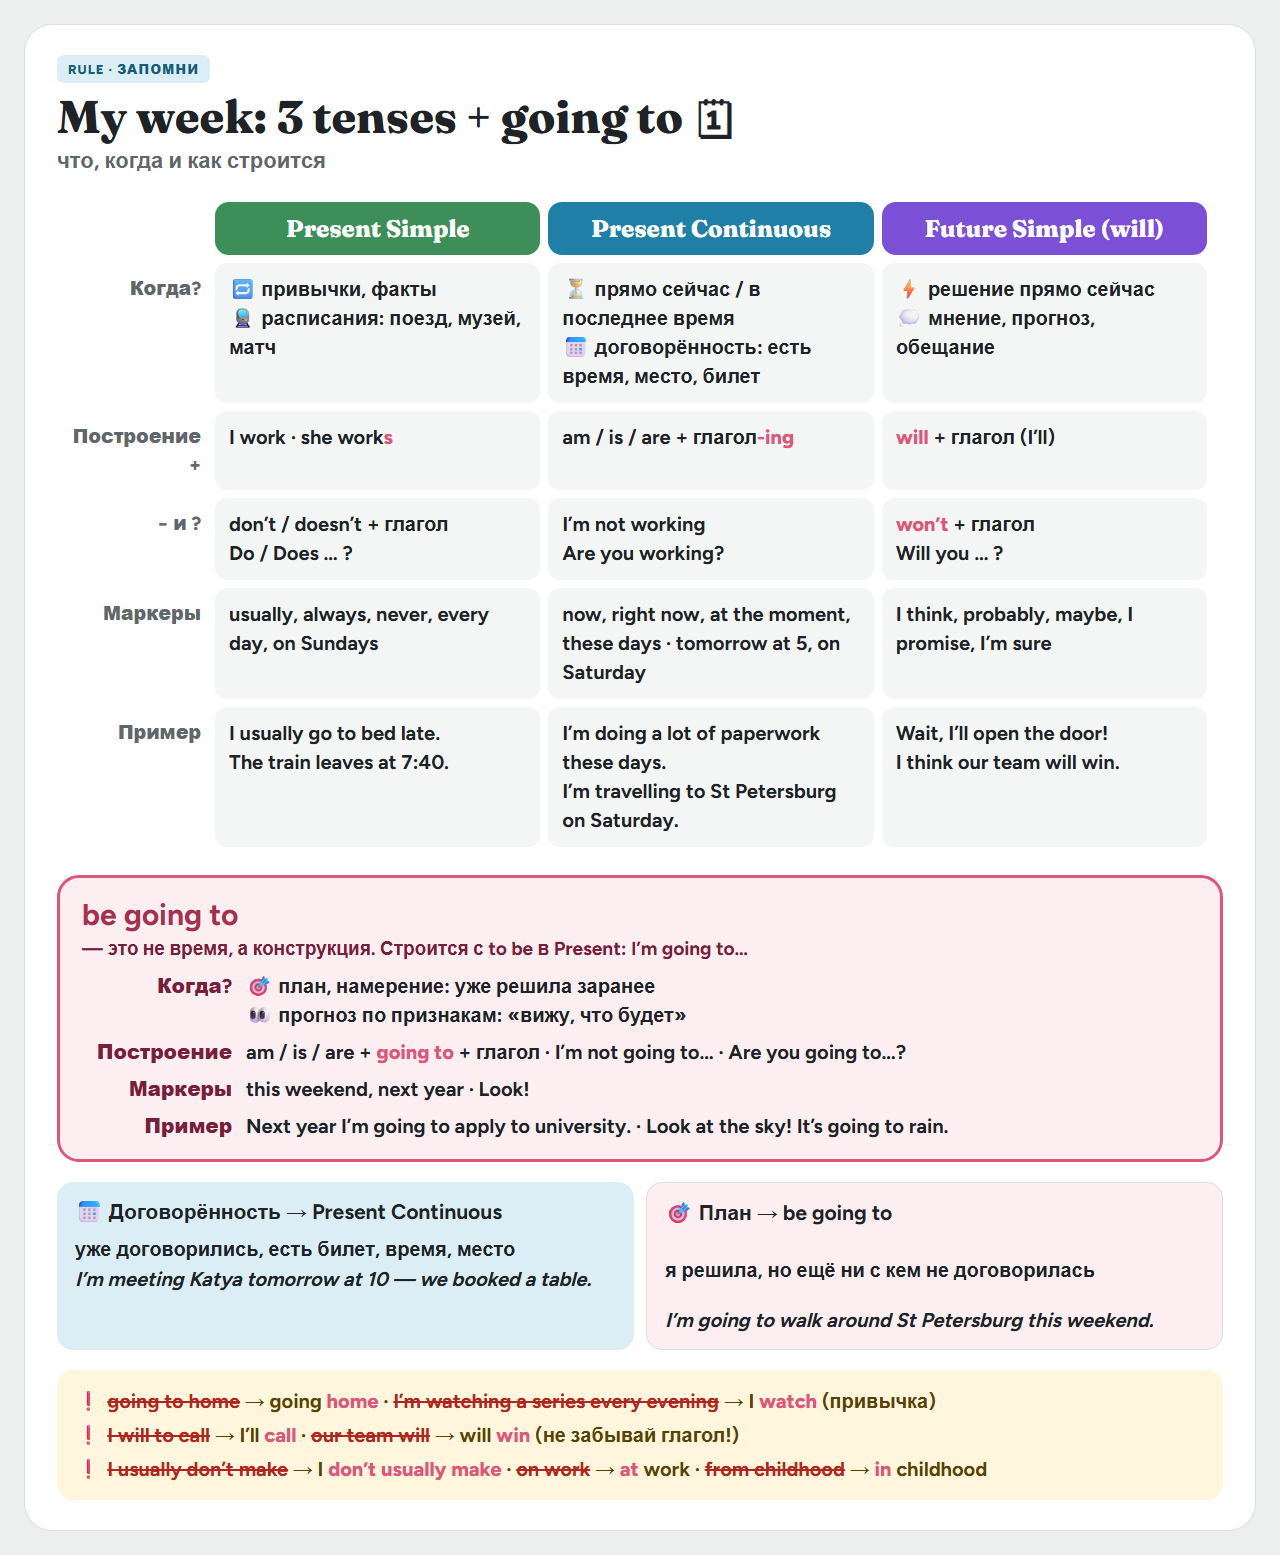 RULE · ЗАПОМНИ
My week: 3 tenses + going to 🗓
что, когда и как строится
Present Simple
Present Continuous
Future Simple (will)
Когда?
🔁 привычки, факты
🚆 расписания: поезд, музей,
матч
⏳ прямо сейчас / в
последнее время
📅 договорённость: есть
время, место, билет
⚡ решение прямо сейчас
💭 мнение, прогноз,
обещание
Построение
+
I work · she works
am / is / are + глагол-ing
will + глагол (I’ll)
- и ?
don’t / doesn’t + глагол
Do / Does … ?
I’m not working
Are you working?
won’t + глагол
Will you … ?
Маркеры
usually, always, never, every
day, on Sundays
now, right now, at the moment,
these days · tomorrow at 5, on
Saturday
I think, probably, maybe, I
promise, I’m sure
Пример
I usually go to bed late.
The train leaves at 7:40.
I’m doing a lot of paperwork
these days.
I’m travelling to St Petersburg
on Saturday.
Wait, I’ll open the door!
I think our team will win.
be going to
— это не время, а конструкция. Строится с to be в Present: I’m going to…
Когда? 🎯 план, намерение: уже решила заранее
👀 прогноз по признакам: «вижу, что будет»
Построение am / is / are + going to + глагол · I’m not going to… · Are you going to…?
Маркеры this weekend, next year · Look!
Пример Next year I’m going to apply to university. · Look at the sky! It’s going to rain.
📅 Договорённость → Present Continuous
уже договорились, есть билет, время, место
I’m meeting Katya tomorrow at 10 — we booked a table.
🎯 План → be going to
я решила, но ещё ни с кем не договорилась
I’m going to walk around St Petersburg this weekend.
❗ going to home → going home · I’m watching a series every evening → I watch (привычка)
❗ I will to call → I’ll call · our team will → will win (не забывай глагол!)
❗ I usually don’t make → I don’t usually make · on work → at work · from childhood → in childhood